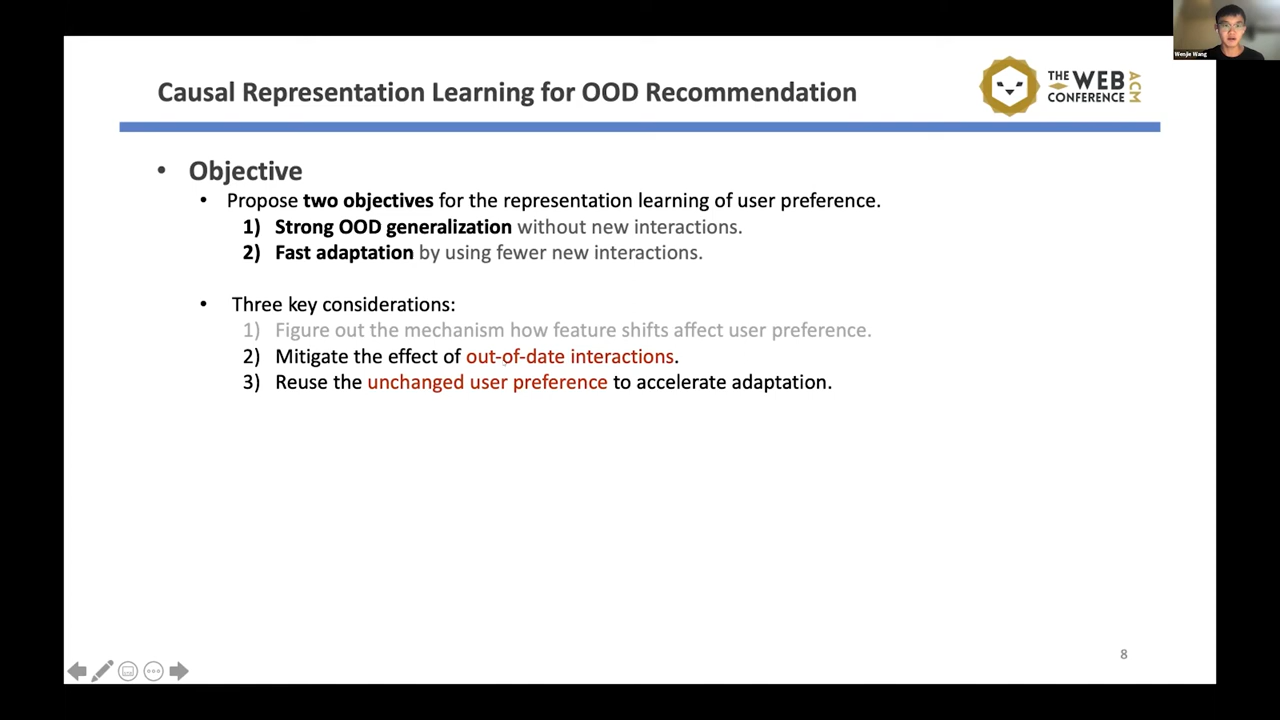 Wenjie Wang
Causal Representation Learning for OOD Recommendation
THE WEB CONFERENCE ACM
• Objective
• Propose two objectives for the representation learning of user preference.
1) Strong OOD generalization without new interactions.
2) Fast adaptation by using fewer new interactions.
• Three key considerations:
1) Figure out the mechanism how feature shifts affect user preference.
2) Mitigate the effect of out-of-date interactions.
3) Reuse the unchanged user preference to accelerate adaptation.
8